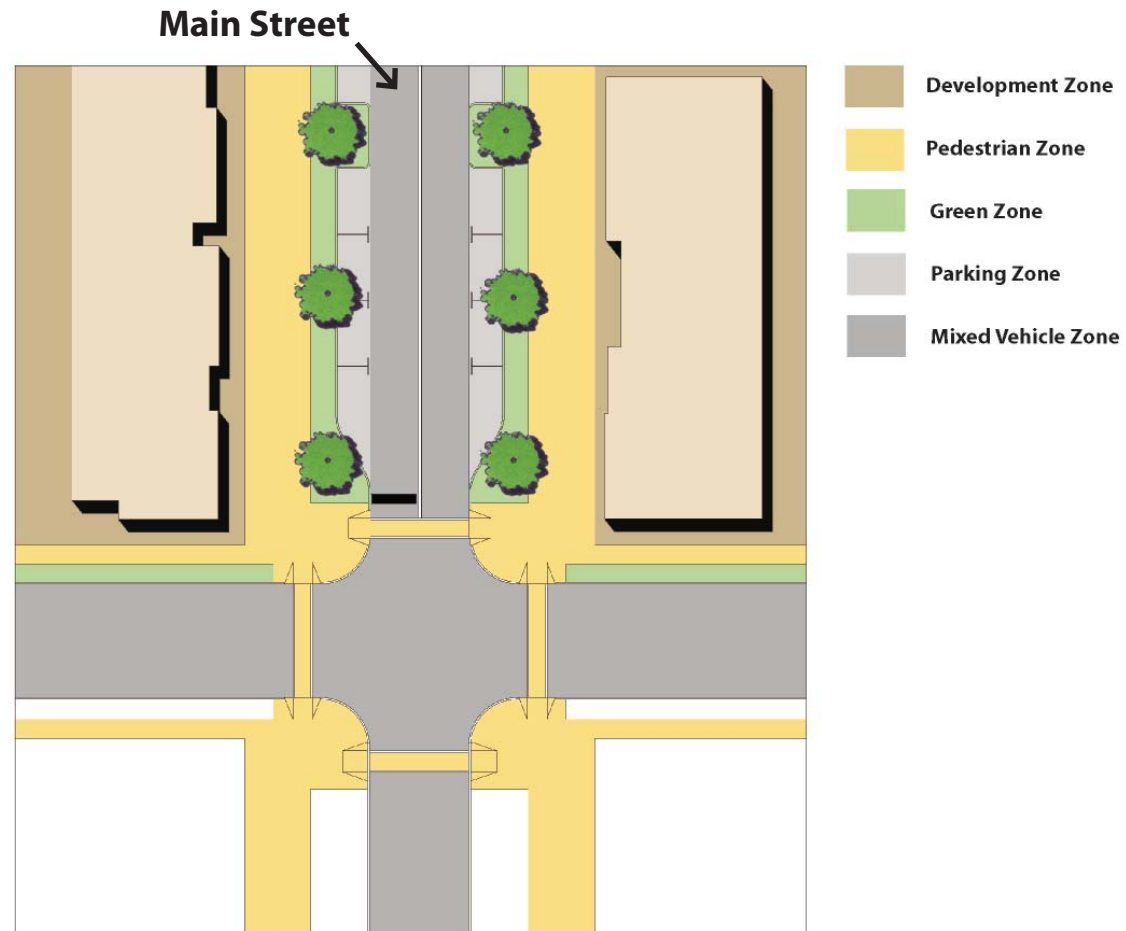 Main Street
Development Zone
Pedestrian Zone
Green Zone
Parking Zone
Mixed Vehicle Zone